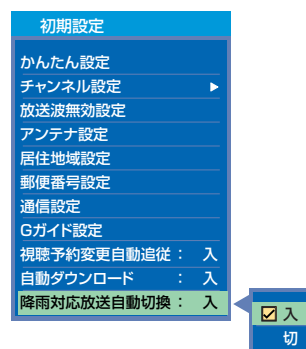 初期設定
かんたん設定
チャンネル設定 ▶
放送波無効設定
アンテナ設定
居住地域設定
郵便番号設定
通信設定
Gガイド設定
視聴予約変更自動追従： 入
自動ダウンロード ： 入
降雨対応放送自動切換： 入
入
切